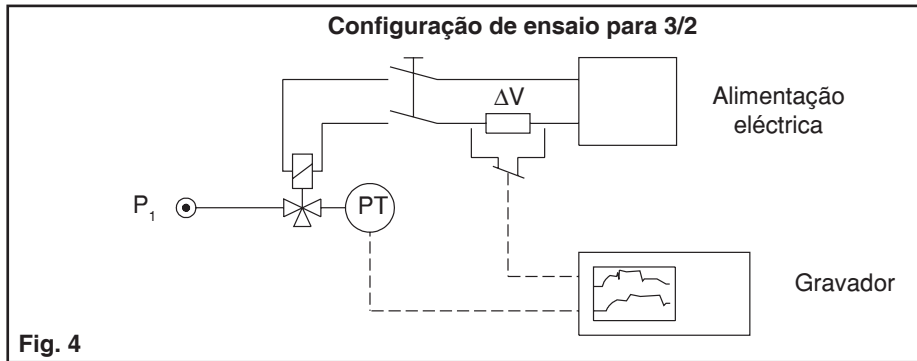 Configuração de ensaio para 3/2
ΔV
Alimentação
eléctrica
P1
PT
Gravador
Fig. 4